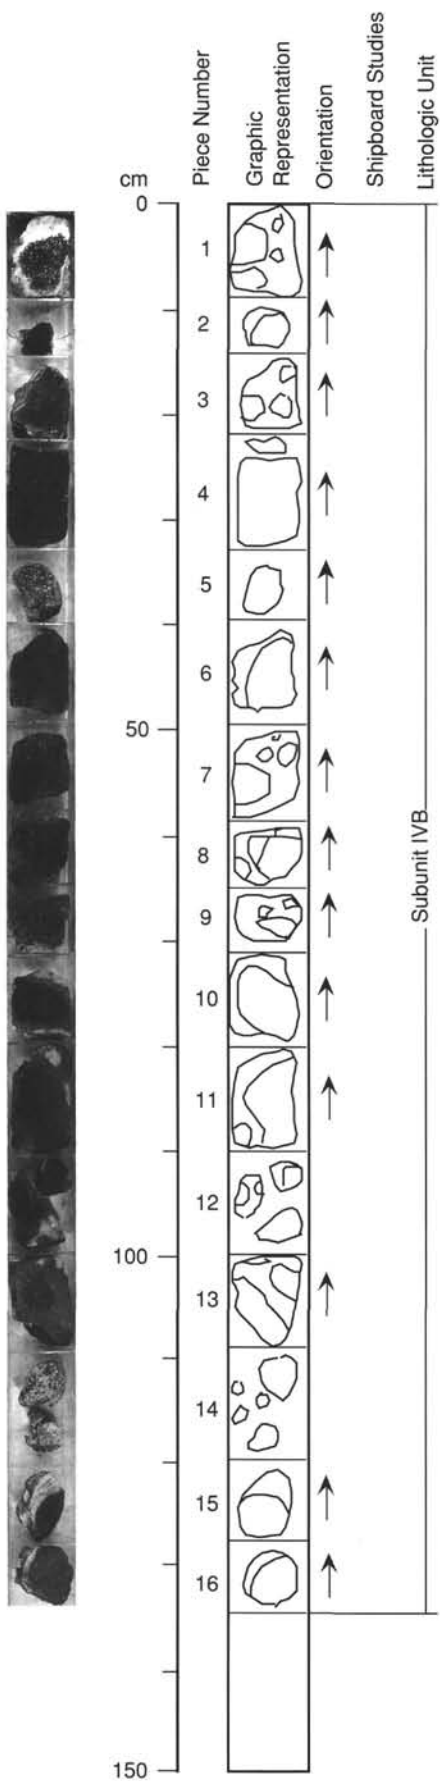 cm
Piece Number
Graphic
Representation
Orientation
Shipboard Studies
Lithologic Unit
0
1
2
3
4
5
6
50
7
8
Subunit IVB
9
10
11
12
100
13
14
15
16
150